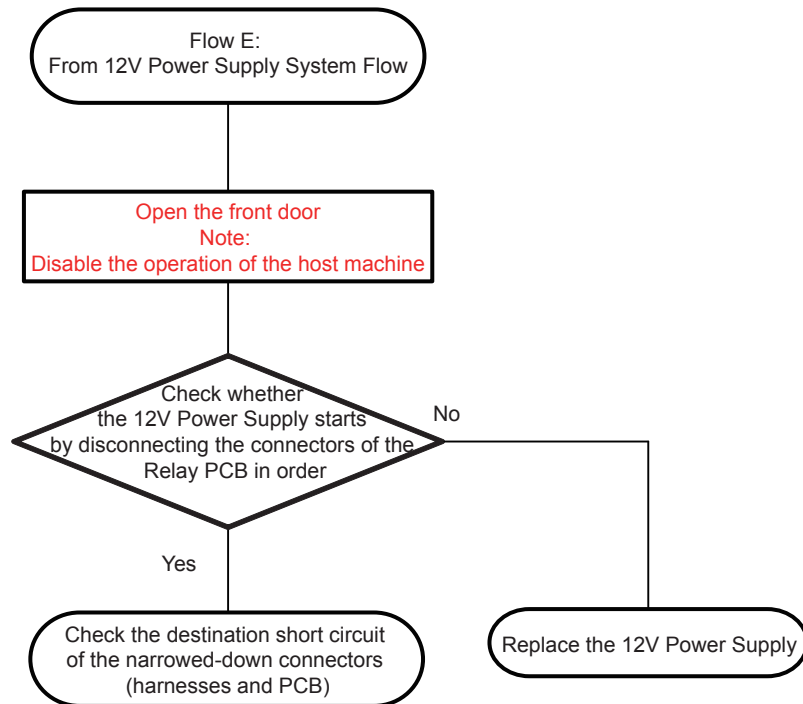 Flow E:
From 12V Power Supply System Flow
Open the front door
Note:
Disable the operation of the host machine
Check whether
the 12V Power Supply starts
by disconnecting the connectors of the
Relay PCB in order
No
Yes
Check the destination short circuit
of the narrowed-down connectors
(harnesses and PCB)
Replace the 12V Power Supply